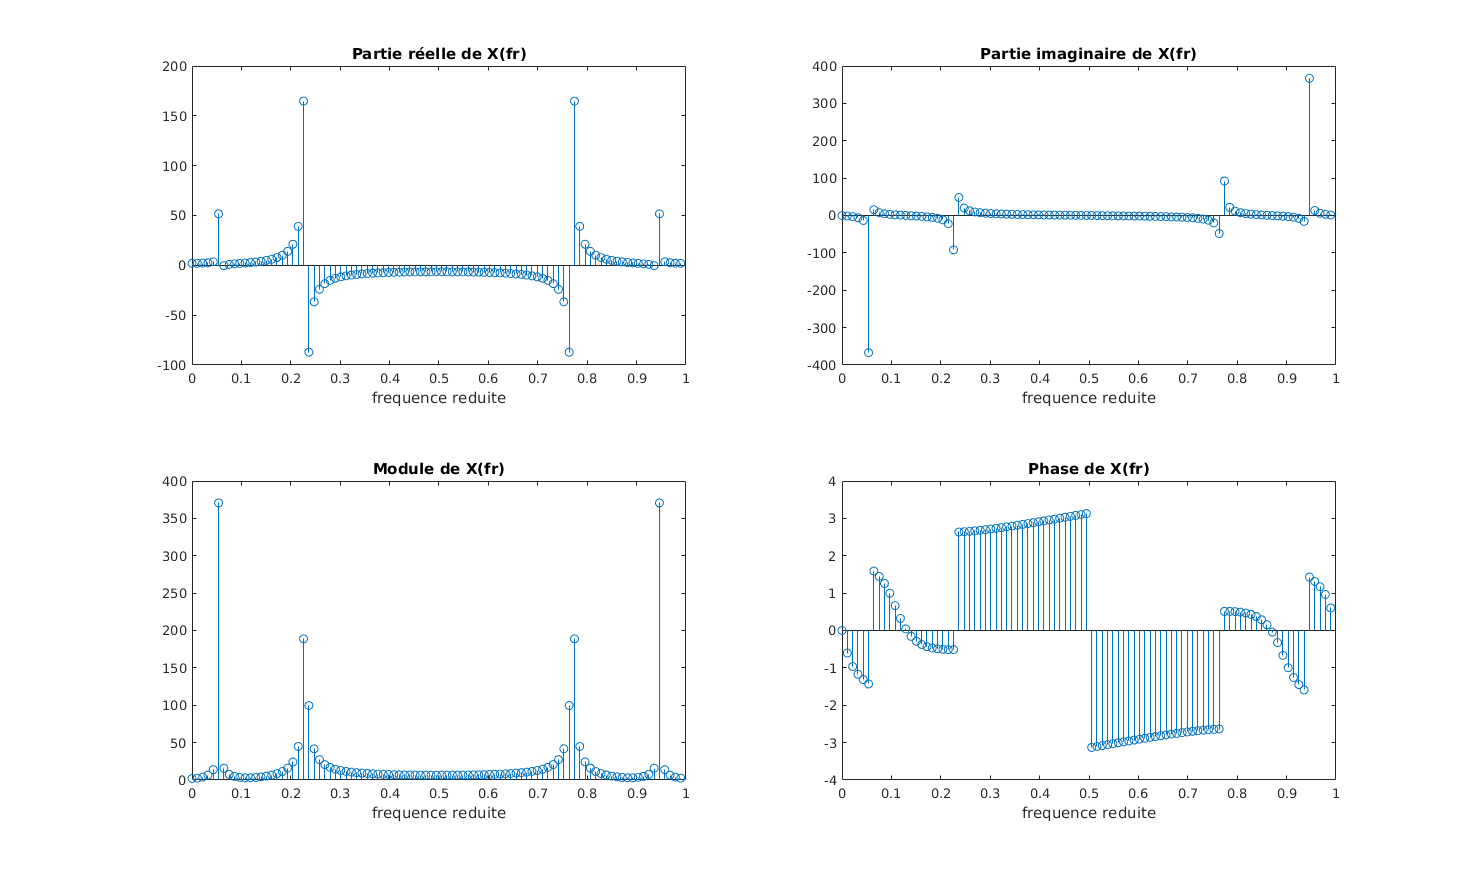 Partie réelle de X(fr)
200
150
100
50
0
-50
-100
0 0.1 0.2 0.3 0.4 0.5 0.6 0.7 0.8 0.9 1
frequence reduite
Partie imaginaire de X(fr)
400
300
200
100
0
-100
-200
-300
-400
0 0.1 0.2 0.3 0.4 0.5 0.6 0.7 0.8 0.9 1
frequence reduite
Module de X(fr)
400
350
300
250
200
150
100
50
0
0 0.1 0.2 0.3 0.4 0.5 0.6 0.7 0.8 0.9 1
frequence reduite
Phase de X(fr)
4
3
2
1
0
-1
-2
-3
-4
0 0.1 0.2 0.3 0.4 0.5 0.6 0.7 0.8 0.9 1
frequence reduite